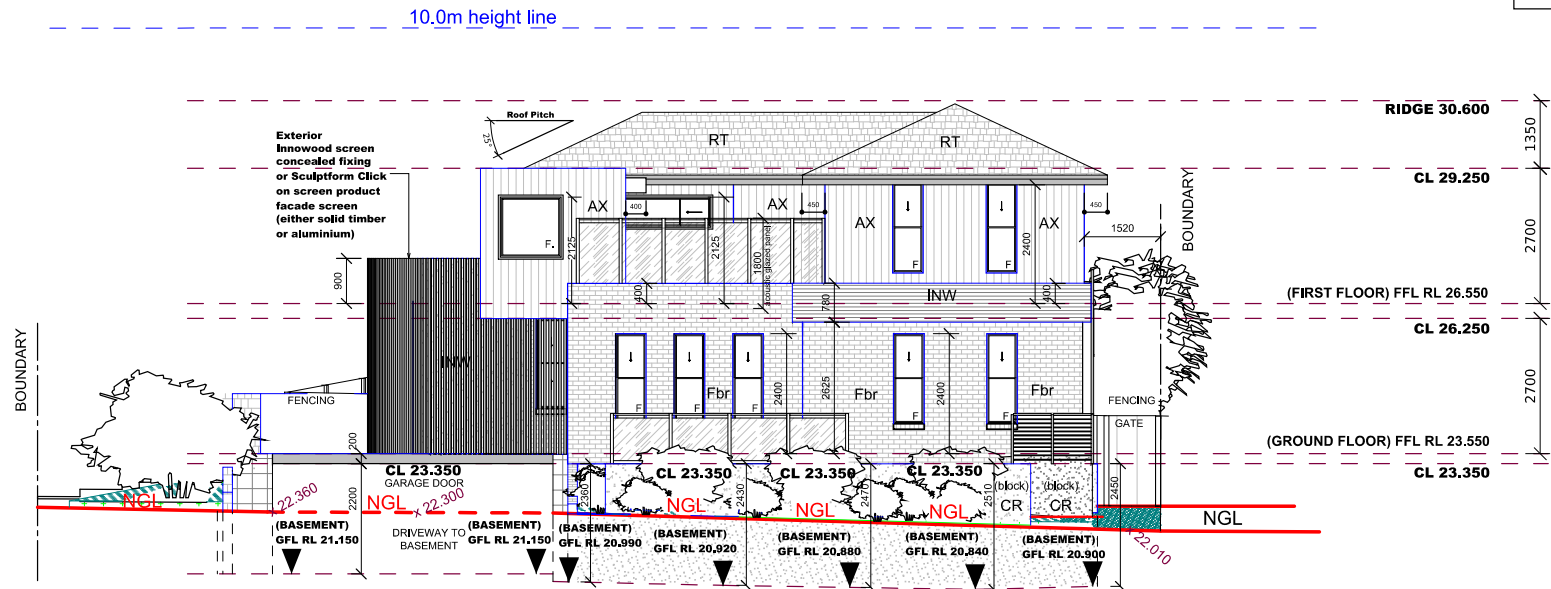 10.0m height line
RIDGE 30.600
1350
CL 29.250
2700
(FIRST FLOOR) FFL RL 26.550
CL 26.250
2700
(GROUND FLOOR) FFL RL 23.550
CL 23.350
Roof Pitch
25°
Exterior
Innowood screen
concealed fixing
or Sculptform Click
on screen product
facade screen
(either solid timber
or aluminium)
RT
RT
AX
AX
AX
AX
400
450
450
F.
F
F
2125
2125
1800
acoustic glazed panel
2400
1520
BOUNDARY
BOUNDARY
900
400
780
INW
400
INW
F
F
F
F
F
Fbr
Fbr
Fbr
2400
2625
2400
FENCING
FENCING
GATE
200
CL 23.350
GARAGE DOOR
CL 23.350
CL 23.350
CL 23.350
2200
2360
2430
2470
2510
2450
(block)
CR
(block)
CR
NGL
22.360
NGL
x 22.300
NGL
NGL
NGL
NGL
x 22.010
(BASEMENT)
GFL RL 21.150
DRIVEWAY TO
BASEMENT
(BASEMENT)
GFL RL 21.150
(BASEMENT)
GFL RL 20.990
(BASEMENT)
GFL RL 20.920
(BASEMENT)
GFL RL 20.880
(BASEMENT)
GFL RL 20.840
(BASEMENT)
GFL RL 20.900